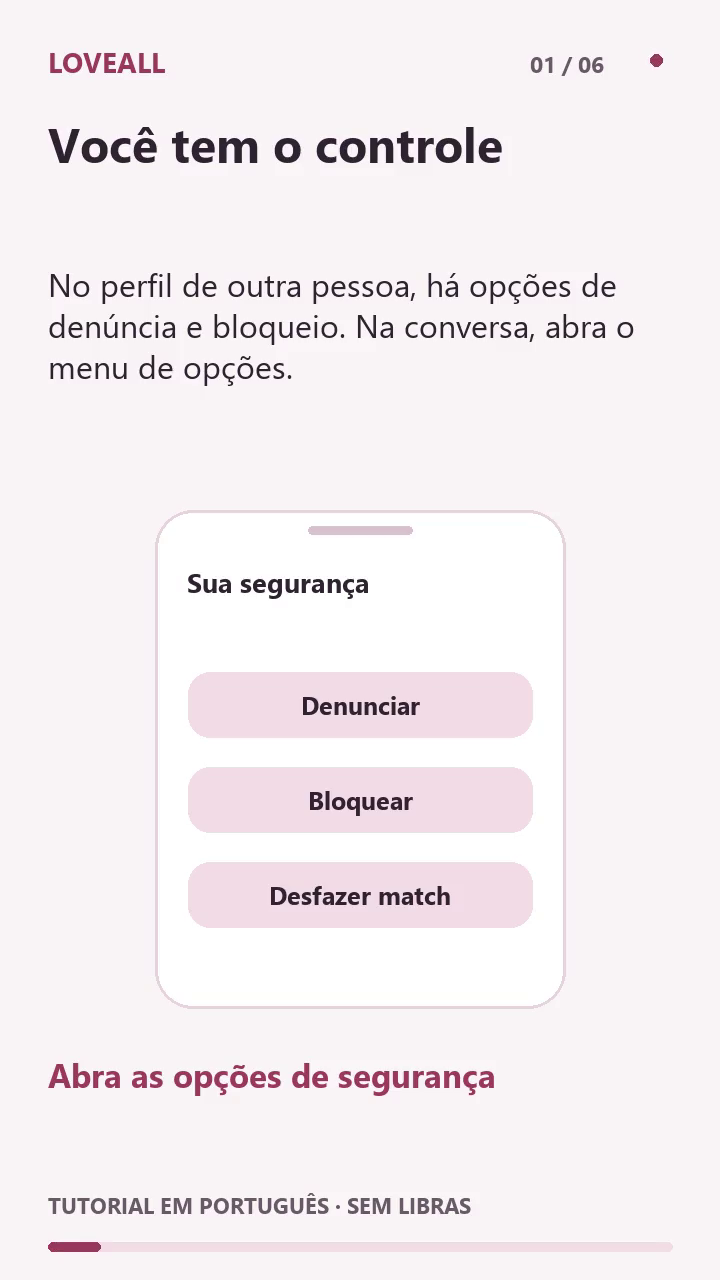 LOVEALL
01 / 06
Você tem o controle
No perfil de outra pessoa, há opções de
denúncia e bloqueio. Na conversa, abra o
menu de opções.
Sua segurança
Denunciar
Bloquear
Desfazer match
Abra as opções de segurança
TUTORIAL EM PORTUGUÊS · SEM LIBRAS